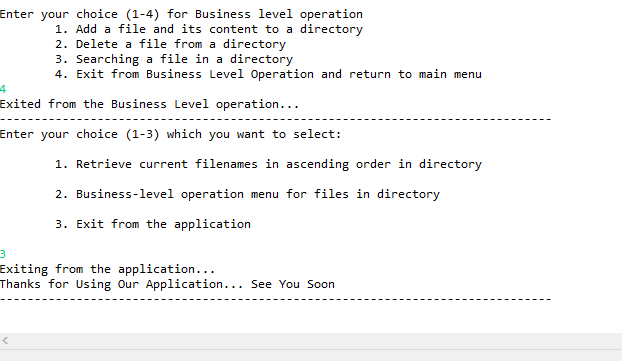 Enter your choice (1-4) for Business level operation
1. Add a file and its content to a directory
2. Delete a file from a directory
3. Searching a file in a directory
4. Exit from Business Level Operation and return to main menu
4
Exited from the Business Level operation...
-------------------------------------------------------------------------------
Enter your choice (1-3) which you want to select:
1. Retrieve current filenames in ascending order in directory
2. Business-level operation menu for files in directory
3. Exit from the application
3
Exiting from the application...
Thanks for Using Our Application... See You Soon
-------------------------------------------------------------------------------